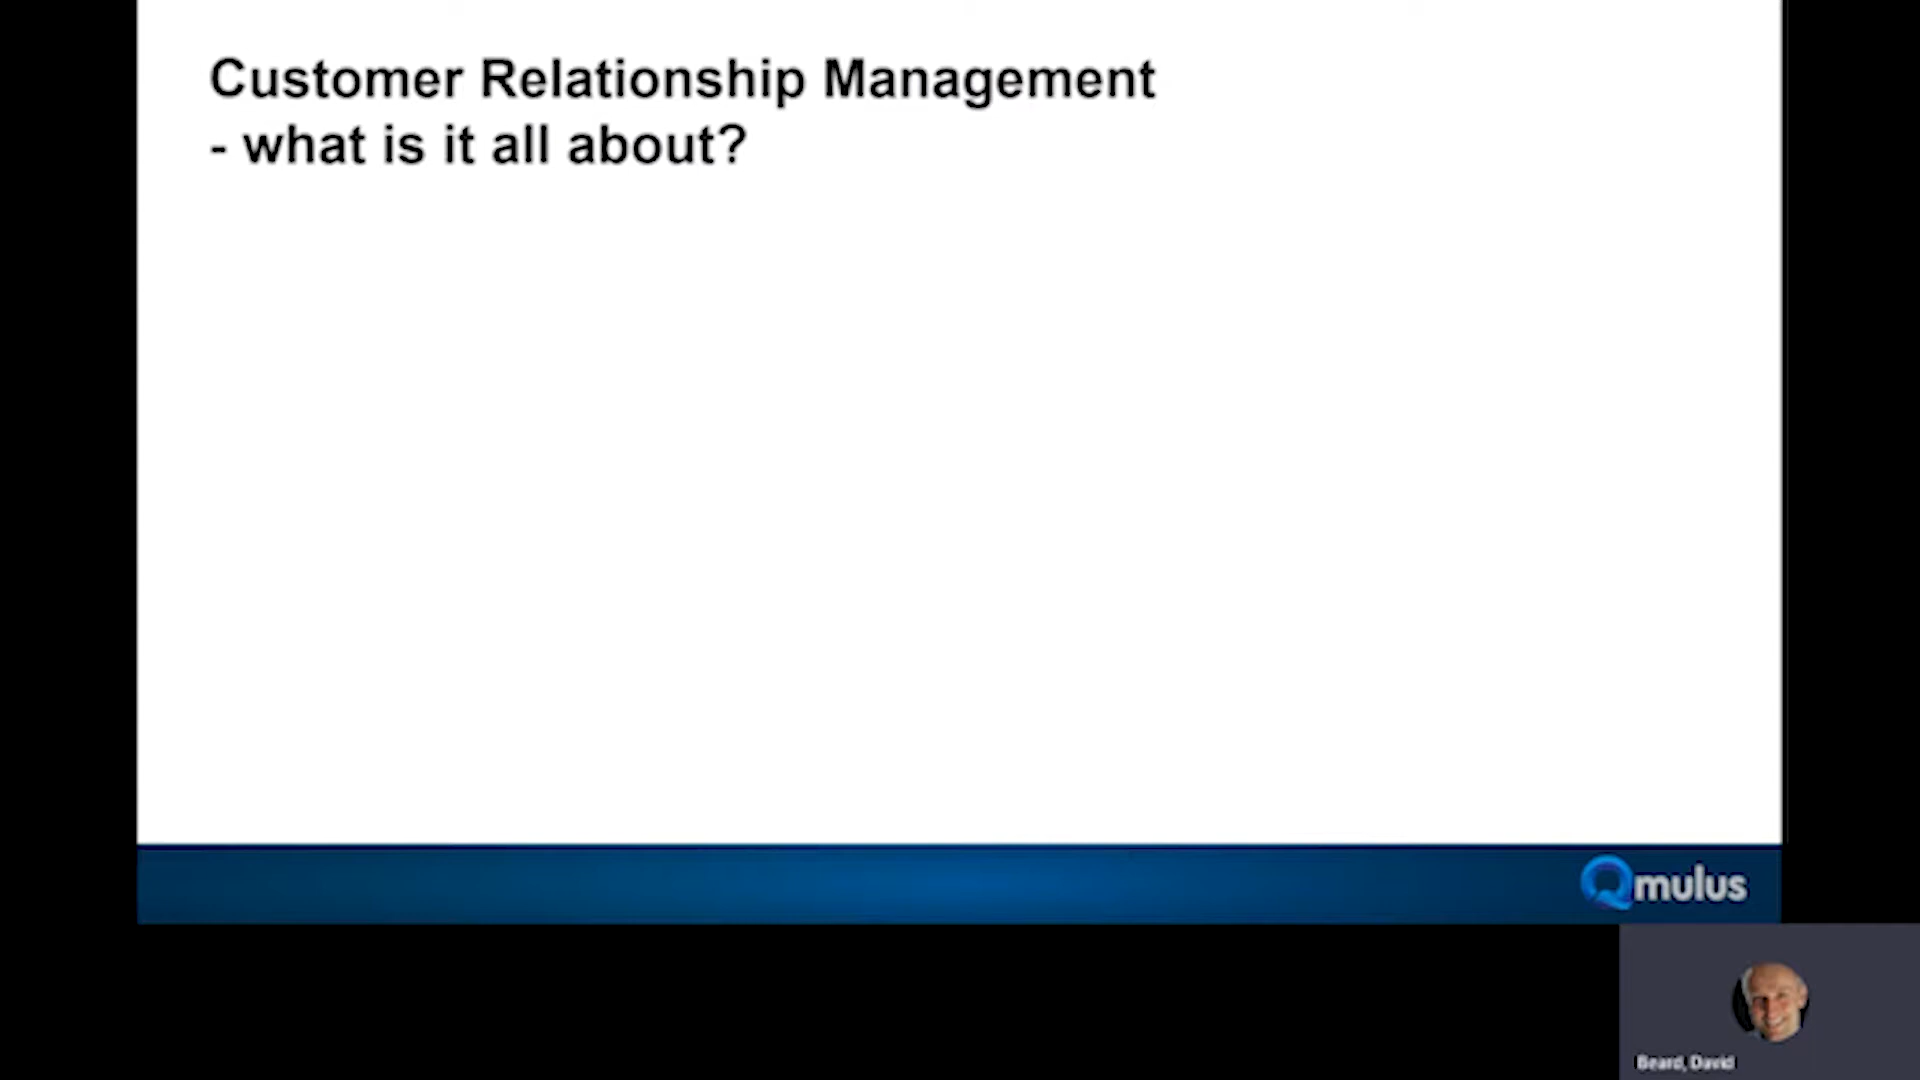 Customer Relationship Management
- what is it all about?
Qmulus
Beard, David